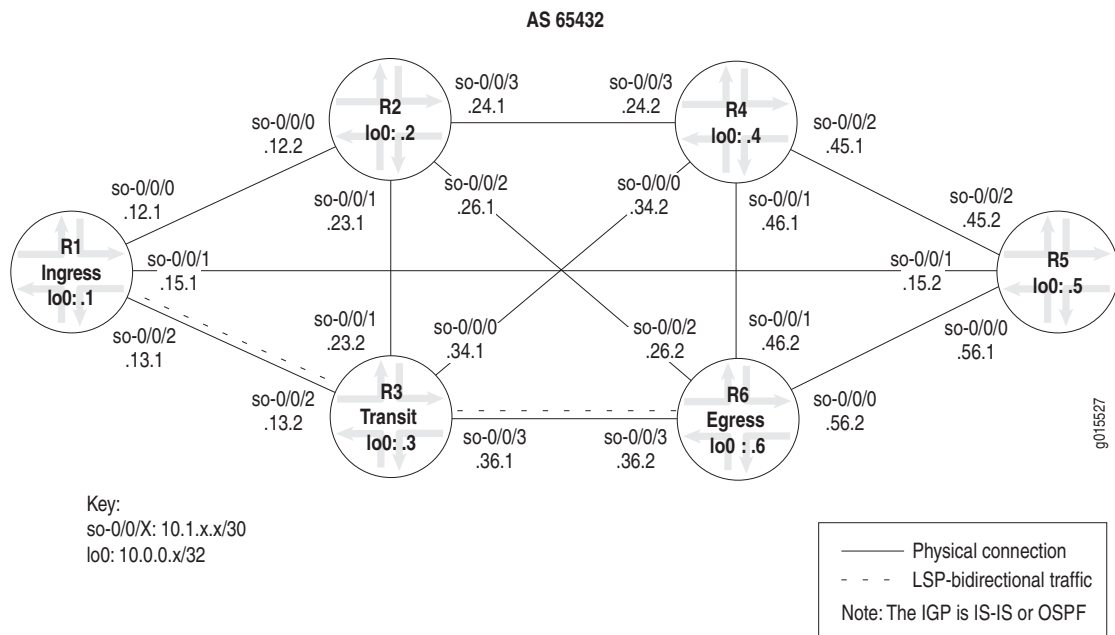 AS 65432
R2
lo0: .2
so-0/0/3
.24.1
so-0/0/3
.24.2
R4
lo0: .4
so-0/0/0
.12.2
so-0/0/2
.45.1
so-0/0/0
.12.1
so-0/0/1
.23.1
so-0/0/2
.26.1
so-0/0/0
.34.2
so-0/0/1
.46.1
so-0/0/2
.45.2
R1
Ingress
lo0: .1
so-0/0/1
.15.1
so-0/0/1
.15.2
R5
lo0: .5
so-0/0/2
.13.1
so-0/0/1
.23.2
so-0/0/0
.34.1
so-0/0/2
.26.2
so-0/0/1
.46.2
so-0/0/0
.56.1
so-0/0/2
.13.2
R3
Transit
lo0: .3
so-0/0/3
.36.1
so-0/0/3
.36.2
R6
Egress
lo0 : .6
so-0/0/0
.56.2
g015527
Key:
so-0/0/X: 10.1.x.x/30
lo0: 10.0.0.x/32
Physical connection
LSP-bidirectional traffic
Note: The IGP is IS-IS or OSPF